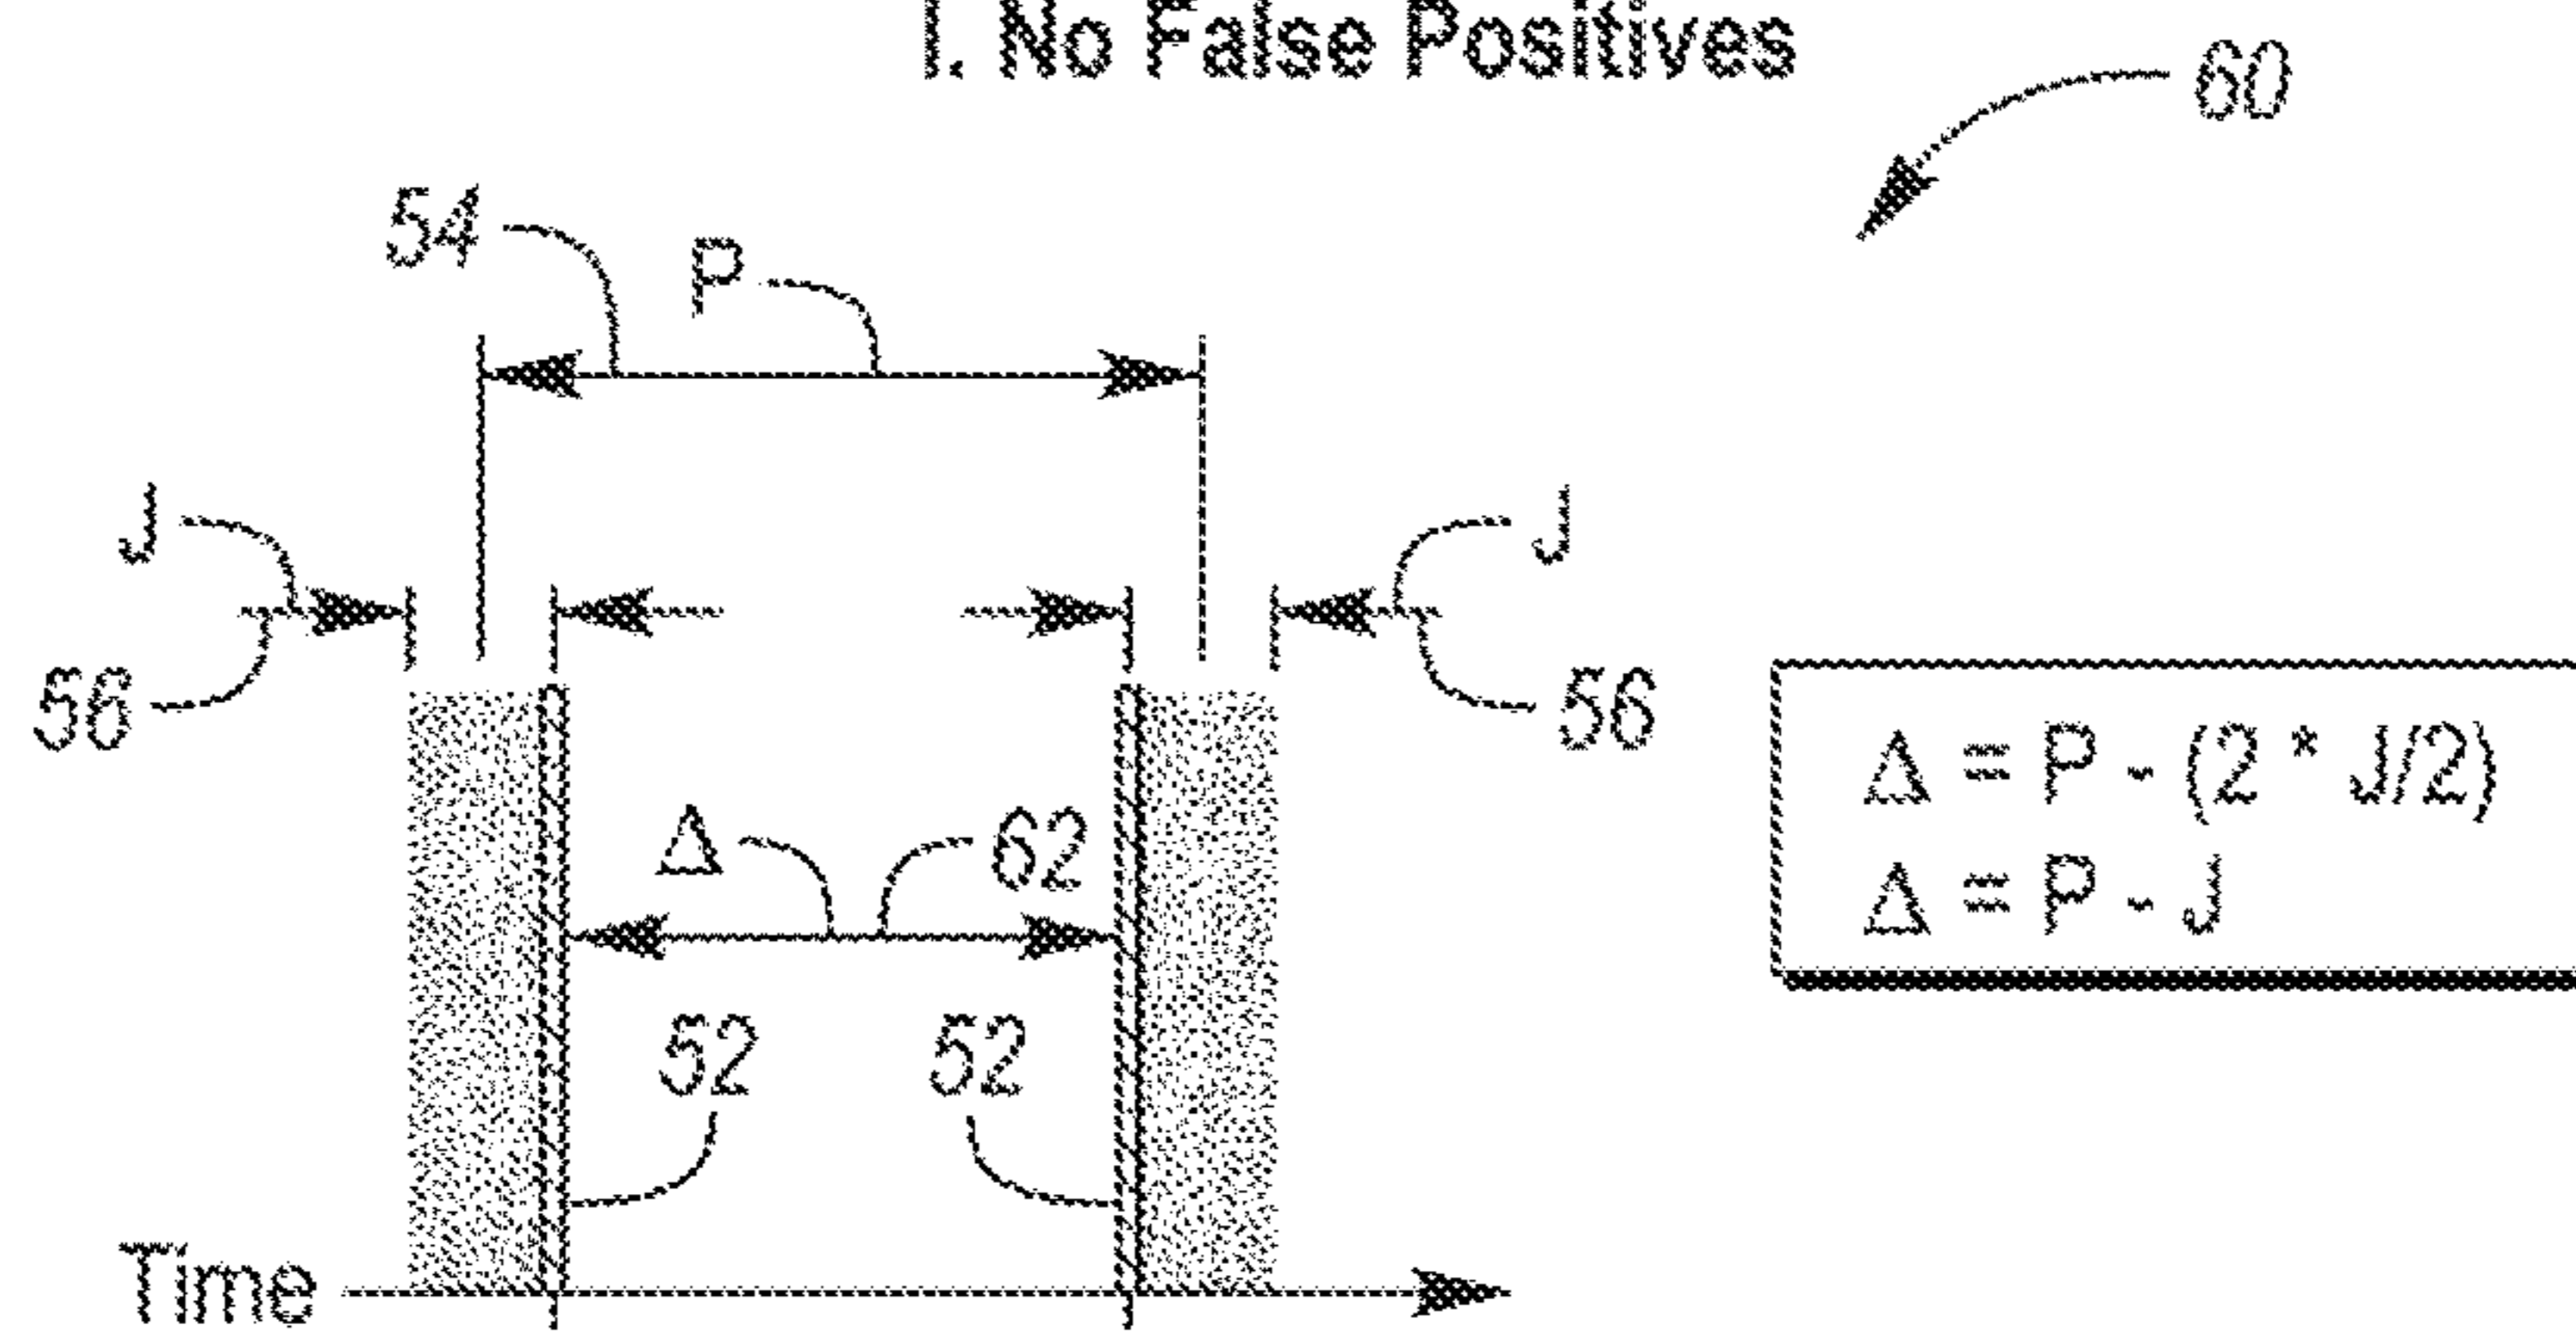 I. No False Positives
60
54
P
J
J
56
56
Δ = P - (2 * J/2)
Δ = P - J
Δ
62
52
52
Time